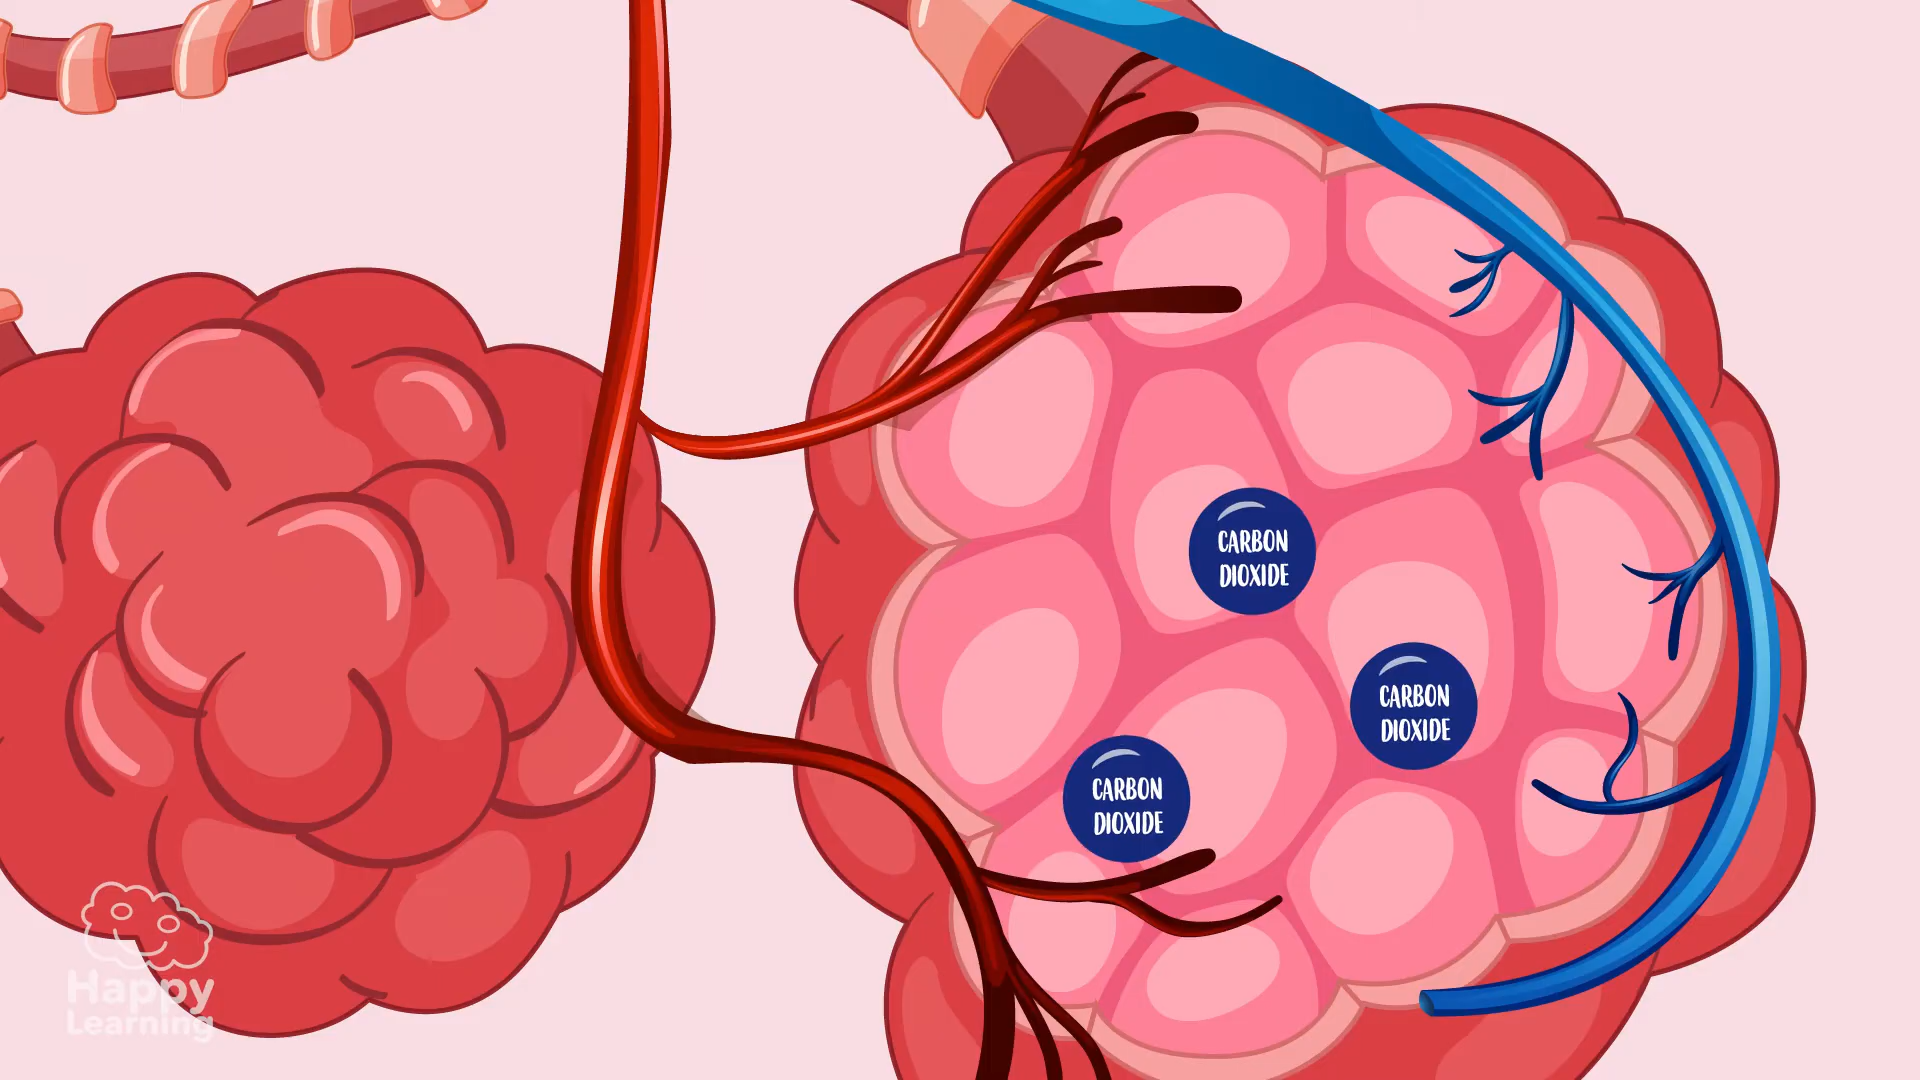 CARBON
DIOXIDE
CARBON
DIOXIDE
CARBON
DIOXIDE
Happy
Learning